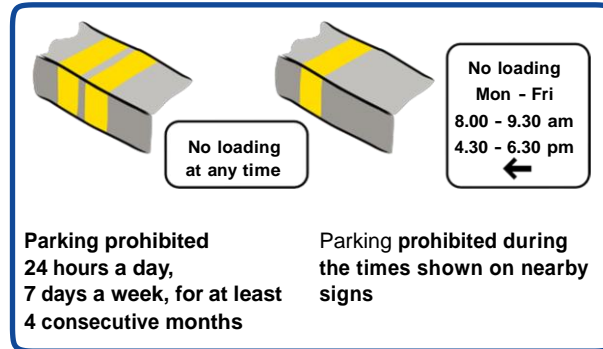 No loading
at any time
No loading
Mon - Fri
8.00 - 9.30 am
4.30 - 6.30 pm
Parking prohibited
24 hours a day,
7 days a week, for at least
4 consecutive months
Parking prohibited during
the times shown on nearby
signs